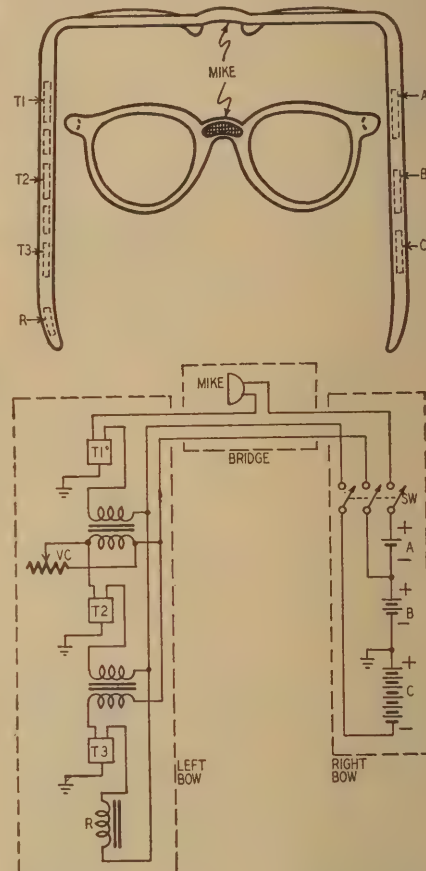 MIKE
T1
T2
T3
R
A
B
C
MIKE
BRIDGE
T1
VC
T2
T3
R
LEFT
BOW
SW
+
A
-
+
B
-
+
C
-
RIGHT
BOW